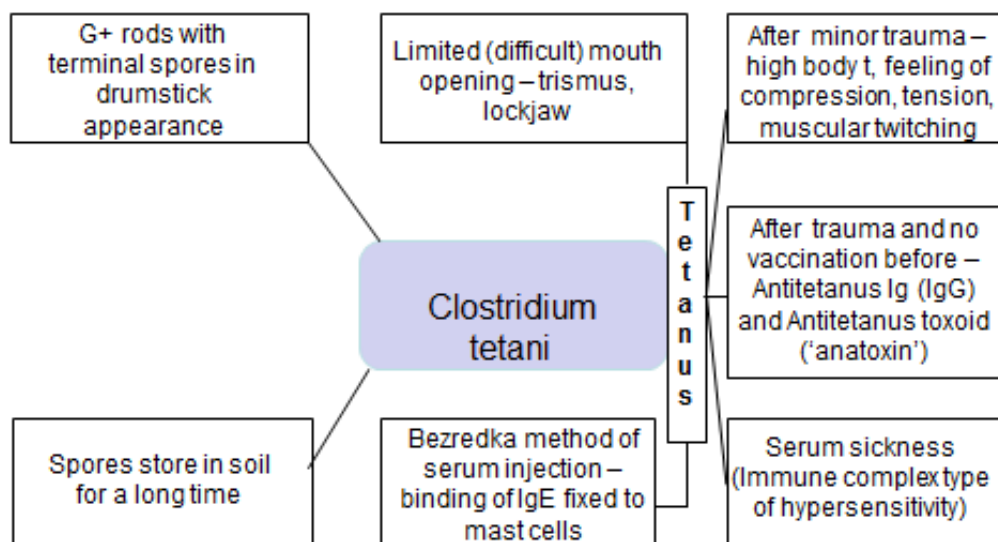 G+ rods with
terminal spores in
drumstick
appearance
Limited (difficult) mouth
opening – trismus,
lockjaw
After minor trauma –
high body t, feeling of
compression, tension,
muscular twitching
Clostridium
tetani
T
e
t
a
n
u
s
After trauma and no
vaccination before –
Antitetanus Ig (IgG)
and Antitetanus toxoid
(‘anatoxin’)
Spores store in soil
for a long time
Bezredka method of
serum injection –
binding of IgE fixed to
mast cells
Serum sickness
(Immune complex type
of hypersensitivity)